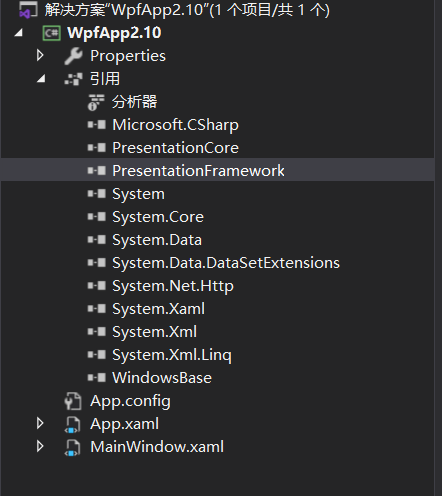 解决方案“WpfApp2.10”(1 个项目/共 1 个)
WpfApp2.10
Properties
引用
分析器
Microsoft.CSharp
PresentationCore
PresentationFramework
System
System.Core
System.Data
System.Data.DataSetExtensions
System.Net.Http
System.Xaml
System.Xml
System.Xml.Linq
WindowsBase
App.config
App.xaml
MainWindow.xaml